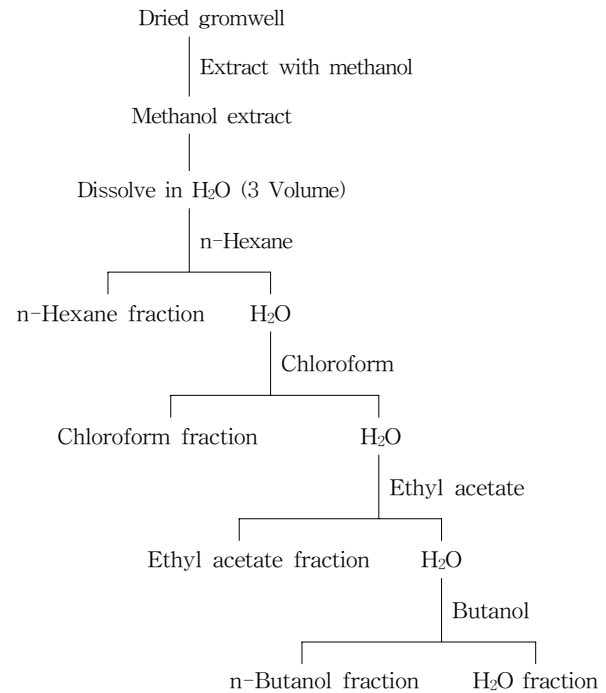 Dried gromwell
Extract with methanol
Methanol extract
Dissolve in H₂O (3 Volume)
n-Hexane
n-Hexane fraction H₂O
Chloroform
Chloroform fraction H₂O
Ethyl acetate
Ethyl acetate fraction H₂O
Butanol
n-Butanol fraction H₂O fraction